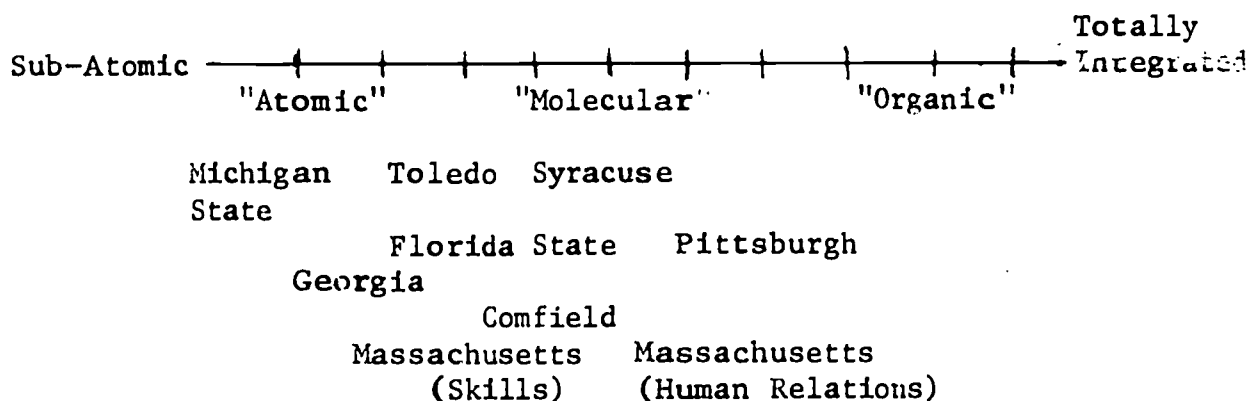 Totally
Sub-Atomic Integrated
"Atomic" "Molecular" "Organic"
Michigan Toledo Syracuse
State
Florida State Pittsburgh
Georgia
Comfield
Massachusetts Massachusetts
(Skills) (Human Relations)